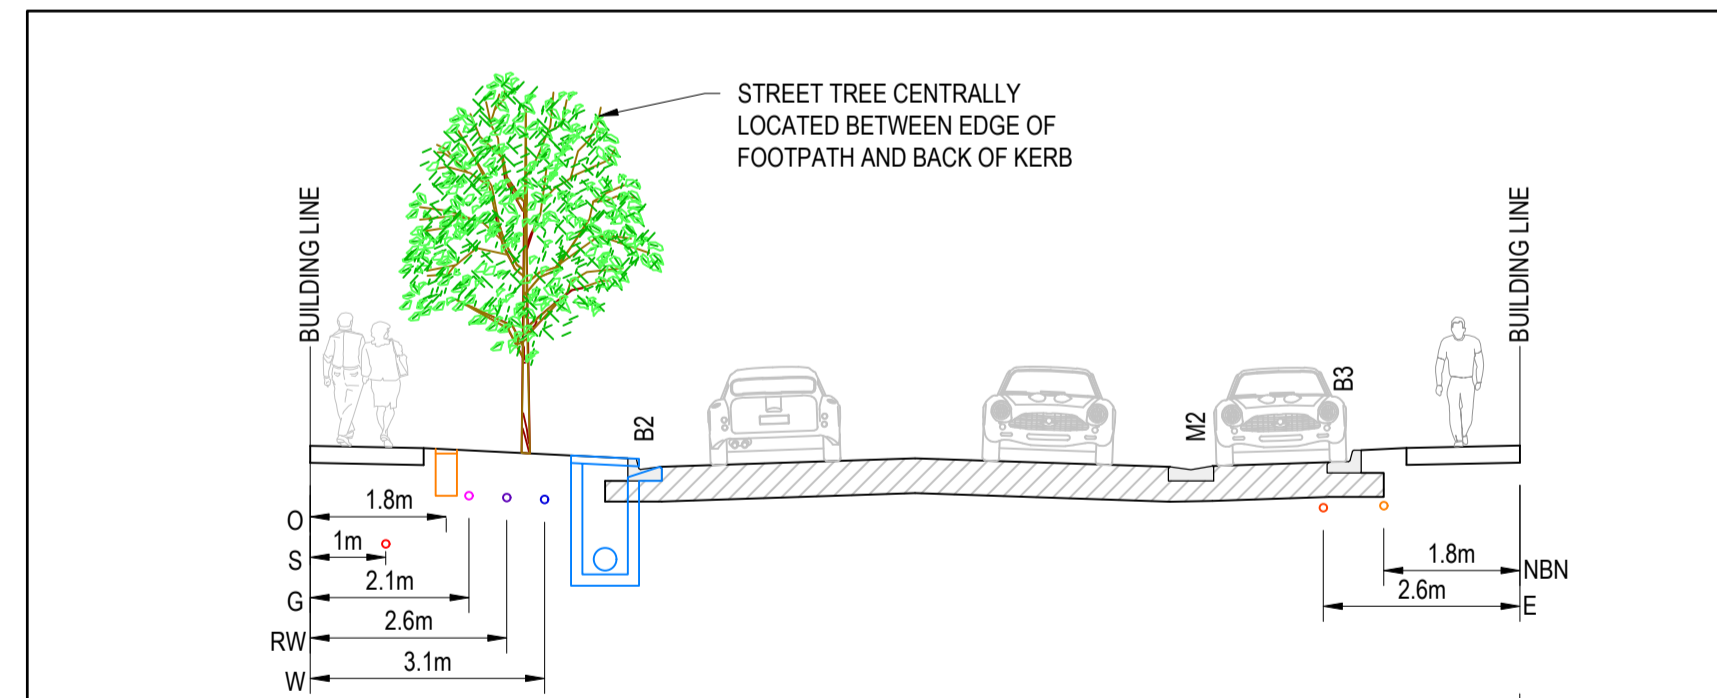 STREET TREE CENTRALLY
LOCATED BETWEEN EDGE OF
FOOTPATH AND BACK OF KERB
BUILDING LINE
BUILDING LINE
B2
M2
B3
O
1.8m
S
1m
G
2.1m
RW
2.6m
W
3.1m
1.8m
NBN
2.6m
E